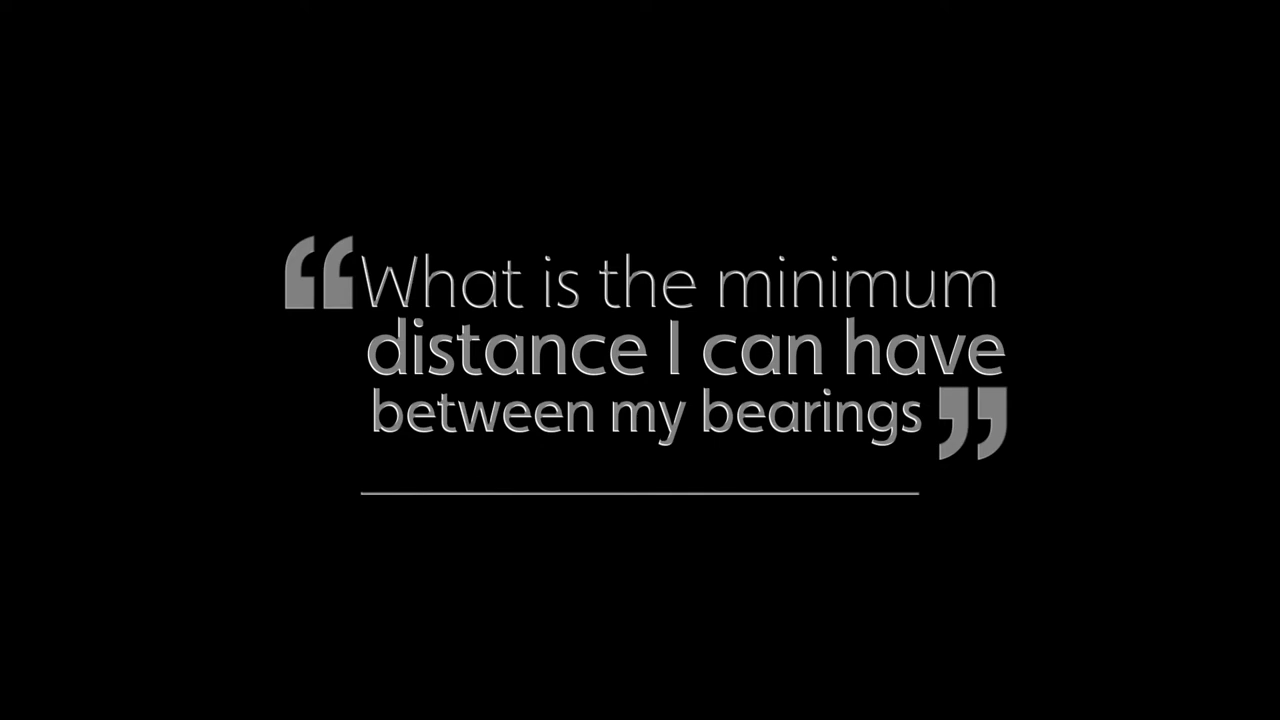 “What is the minimum
distance I can have
between my bearings”